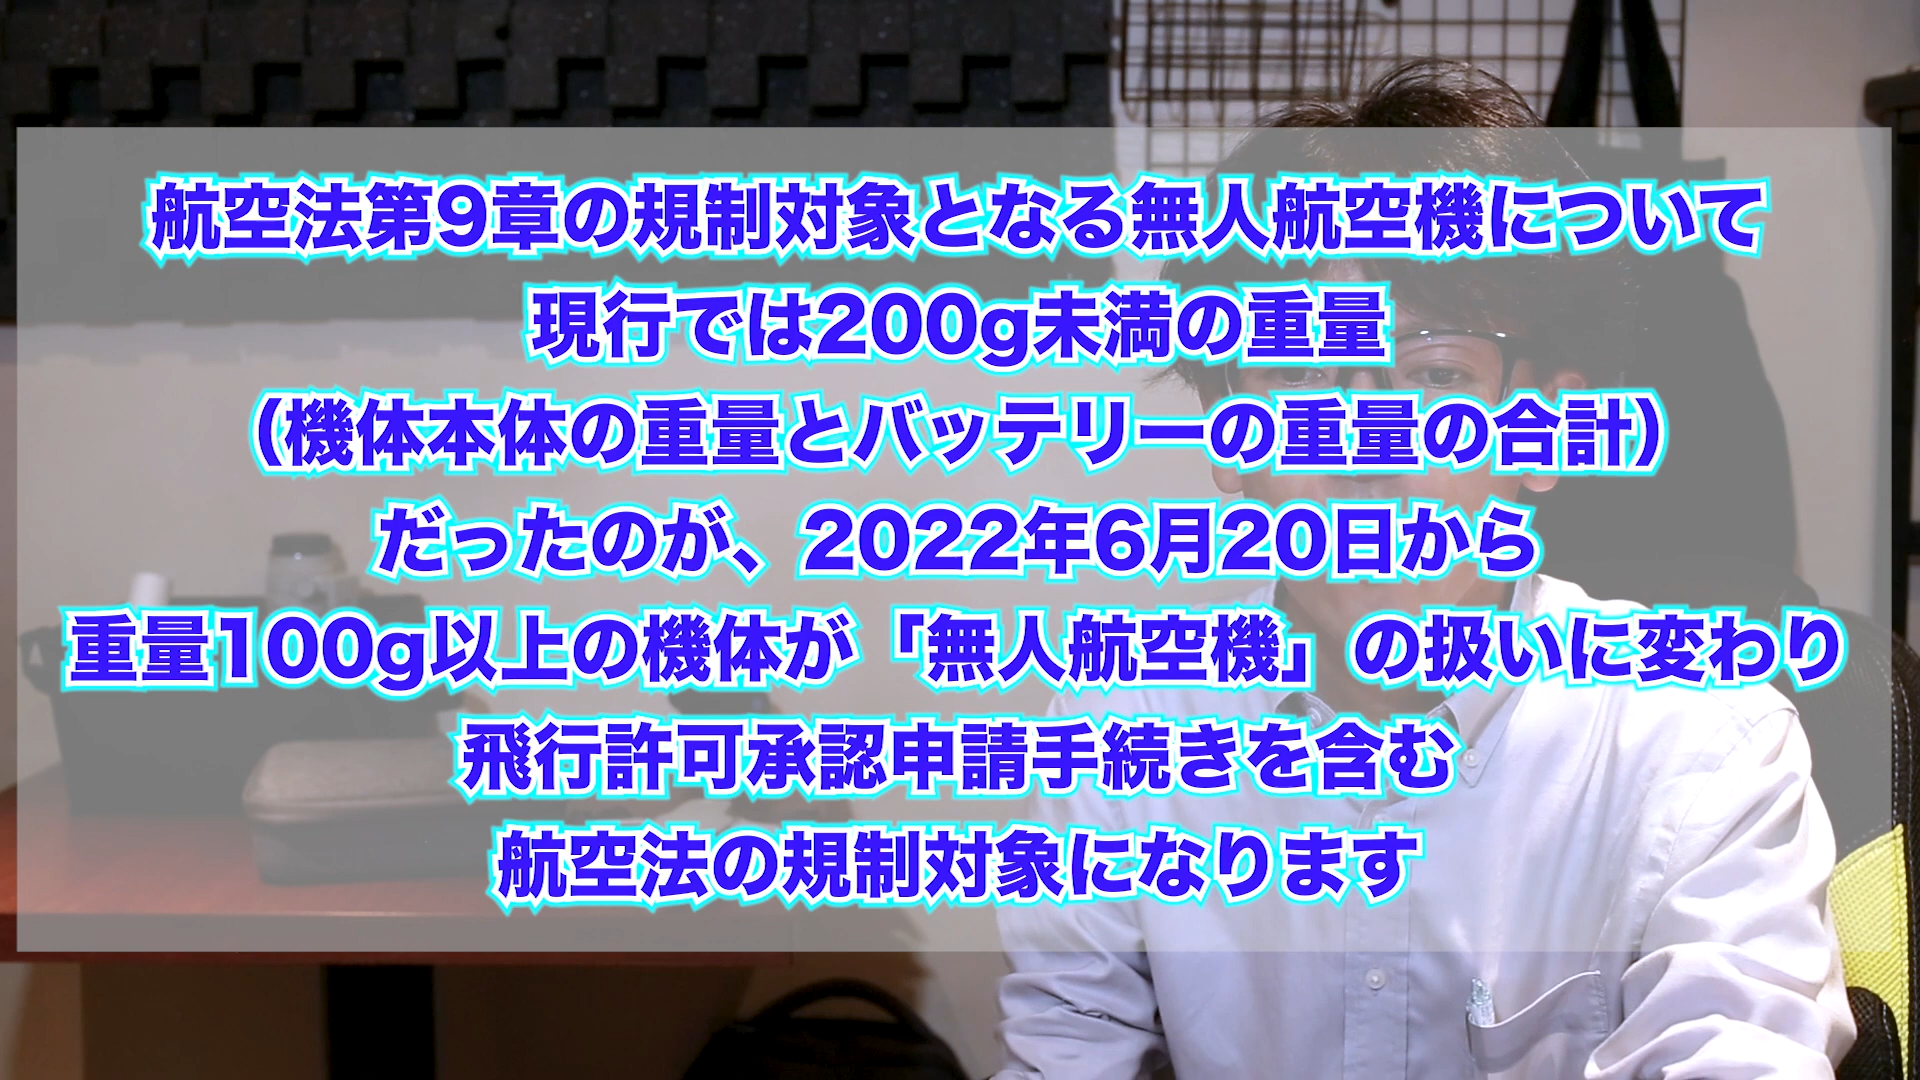 航空法第9章の規制対象となる無人航空機について
現行では200g未満の重量
（機体本体の重量とバッテリーの重量の合計）
だったのが、2022年6月20日から
重量100g以上の機体が「無人航空機」の扱いに変わり
飛行許可承認申請手続きを含む
航空法の規制対象になります